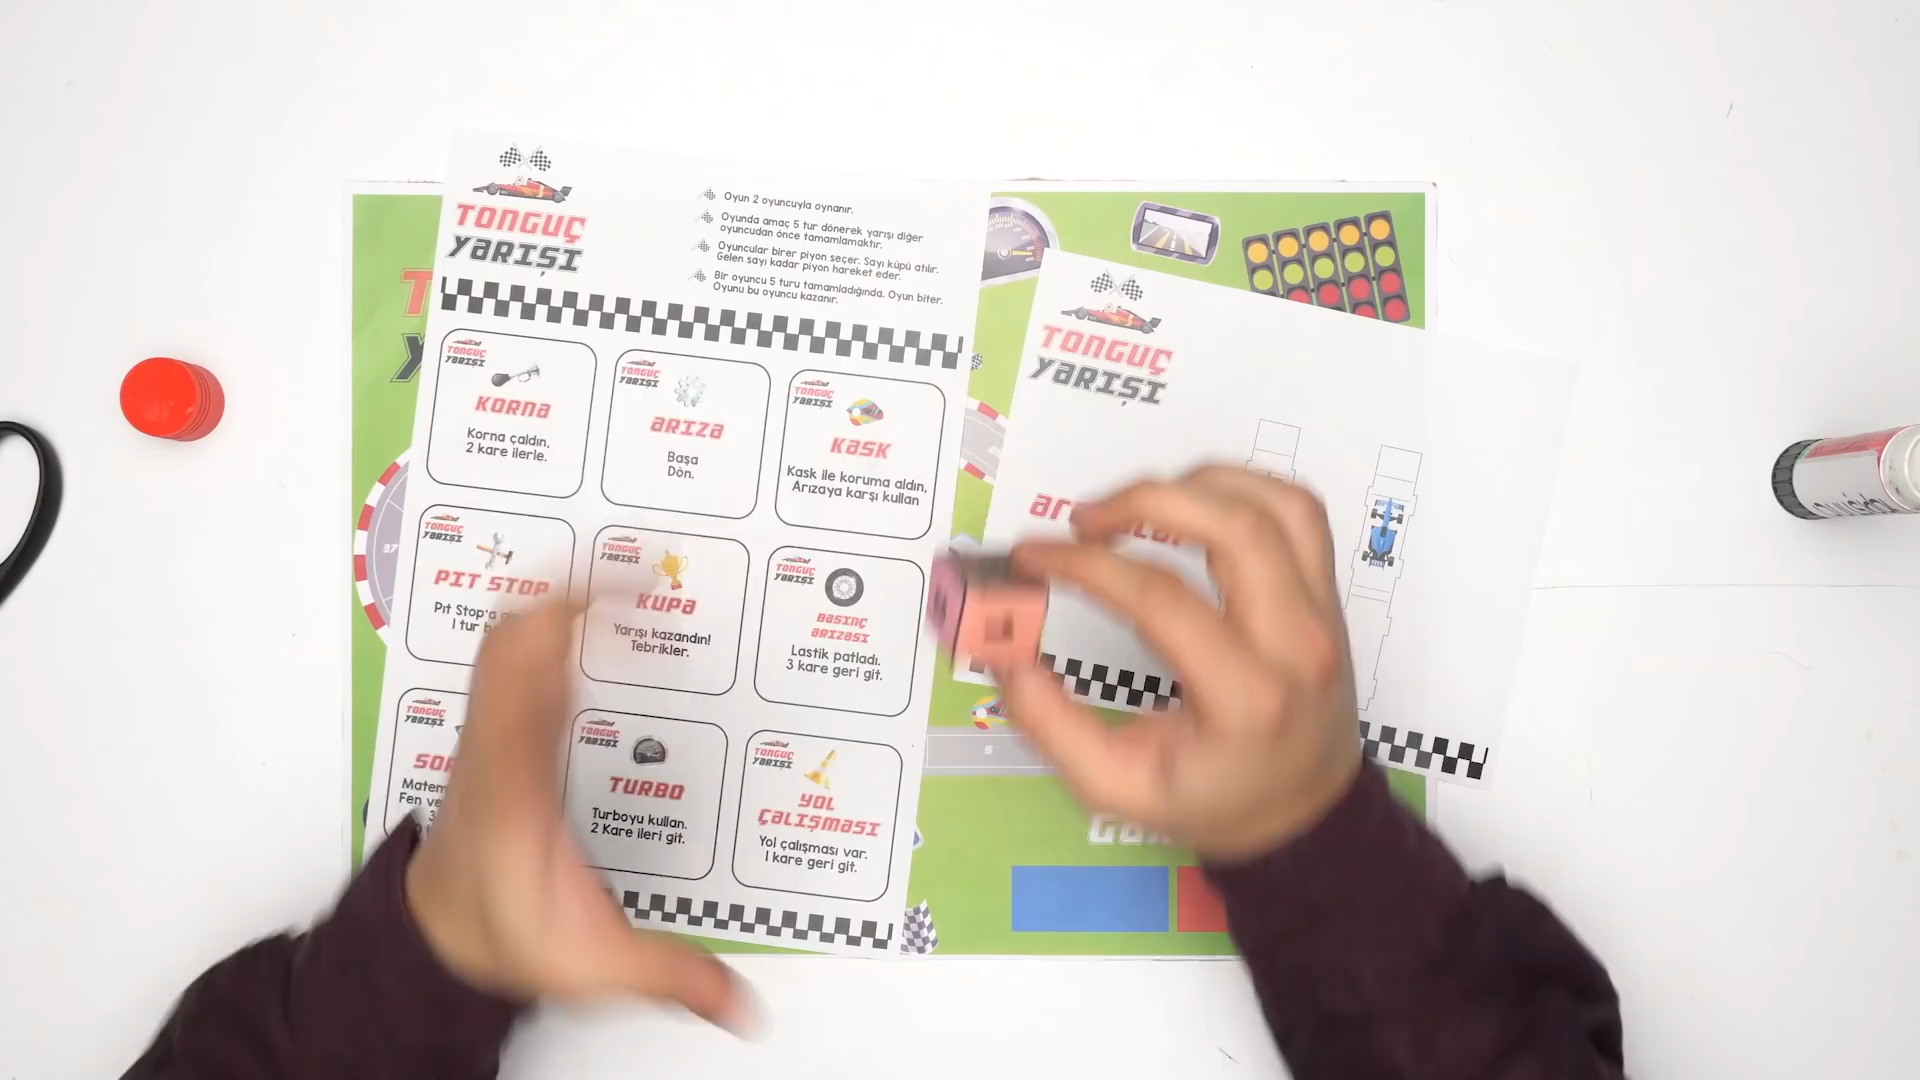 TONGUÇ
YARIŞI
Oyun 2 oyuncuyla oynanır.
Oyunda amaç 5 tur dönerek yarışı diğer
oyuncudan önce tamamlamaktır.
Oyuncular birer piyon seçer. Sayı küpü atılır.
Gelen sayı kadar piyon hareket eder.
Bir oyuncu 5 turu tamamladığında. Oyun biter.
Oyunu bu oyuncu kazanır.
TONGUÇ
YARIŞI
KORNA
Korna çaldın,
2 kare ilerle.
TONGUÇ
YARIŞI
ARIZA
Başa
Dön.
TONGUÇ
YARIŞI
KASK
Kask ile koruma aldın,
Arızaya karşı kullan
TONGUÇ
YARIŞI
PIT STOP
Pit Stop'a
1 tur
TONGUÇ
YARIŞI
KUPA
Yarışı kazandın!
Tebrikler.
TONGUÇ
YARIŞI
BASINÇ
ARIZASI
Lastik patladı.
3 kare geri git.
TONGUÇ
YARIŞI
Fen ve
TONGUÇ
YARIŞI
TURBO
Turboyu kullan.
2 Kare ileri git.
TONGUÇ
YARIŞI
YOL
ÇALIŞMASI
Yol çalışması var.
1 kare geri git.
TONGUÇ
YARIŞI
37
5